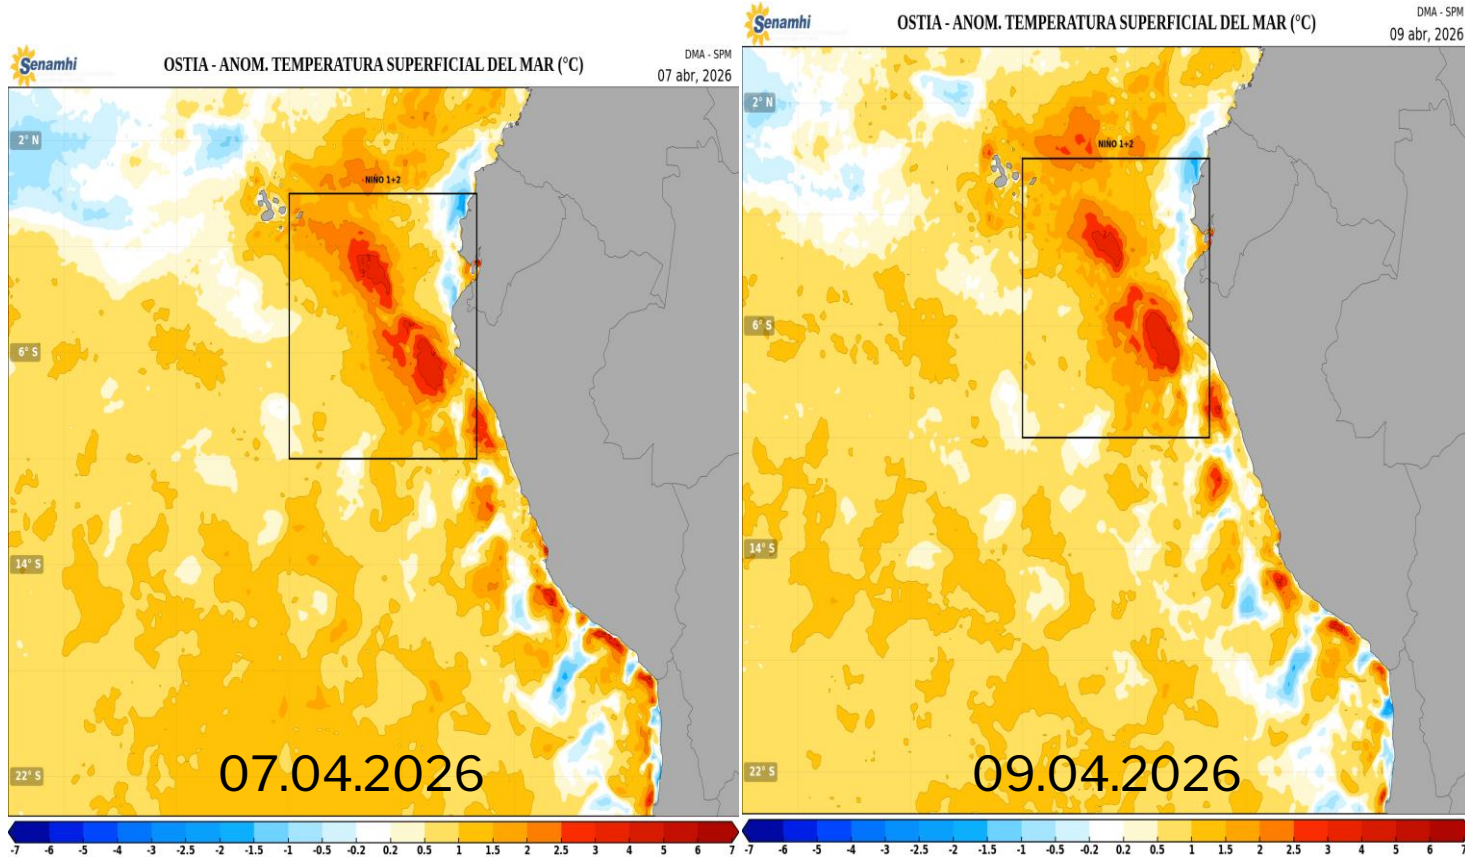 Senamhi
OSTIA - ANOM. TEMPERATURA SUPERFICIAL DEL MAR (°C)
DMA - SPM
07 abr, 2026
2° N
NIÑO 1+2
6° S
14° S
22° S
07.04.2026
-7 -6 -5 -4 -3 -2.5 -2 -1.5 -1 -0.5 -0.2 0.2 0.5 1 1.5 2 2.5 3 4 5 6 7
Senamhi
OSTIA - ANOM. TEMPERATURA SUPERFICIAL DEL MAR (°C)
DMA - SPM
09 abr, 2026
2° N
NIÑO 1+2
6° S
14° S
22° S
09.04.2026
-7 -6 -5 -4 -3 -2.5 -2 -1.5 -1 -0.5 -0.2 0.2 0.5 1 1.5 2 2.5 3 4 5 6 7